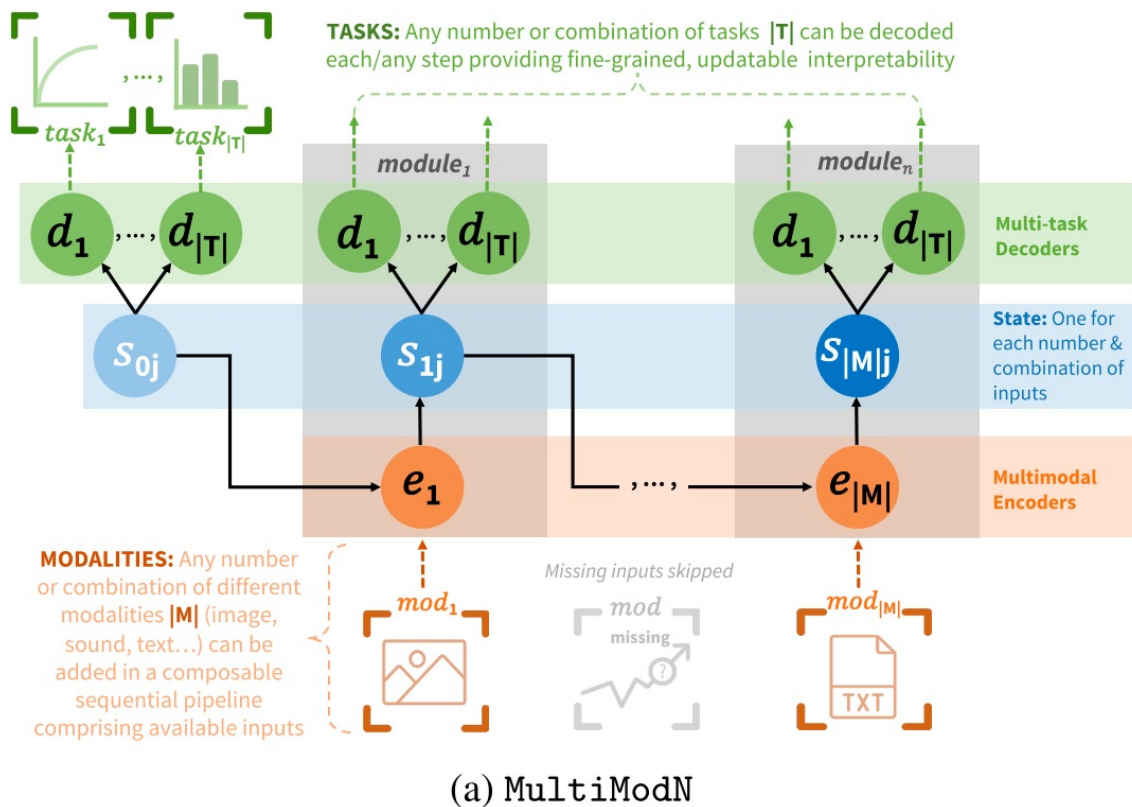 TASKS: Any number or combination of tasks |T| can be decoded
each/any step providing fine-grained, updatable interpretability
, ... ,
task₁
task|T|
module₁
moduleₙ
d₁ , ... , d|T|
d₁ , ... , d|T|
d₁ , ... , d|T|
Multi-task
Decoders
s₀ⱼ
s₁ⱼ
s|M|j
State: One for
each number &
combination of
inputs
e₁
, ... ,
e|M|
Multimodal
Encoders
MODALITIES: Any number
or combination of different
modalities |M| (image,
sound, text...) can be
added in a composable
sequential pipeline
comprising available inputs
mod₁
Missing inputs skipped
mod
missing
?
mod|M|
TXT
(a) MultiModN